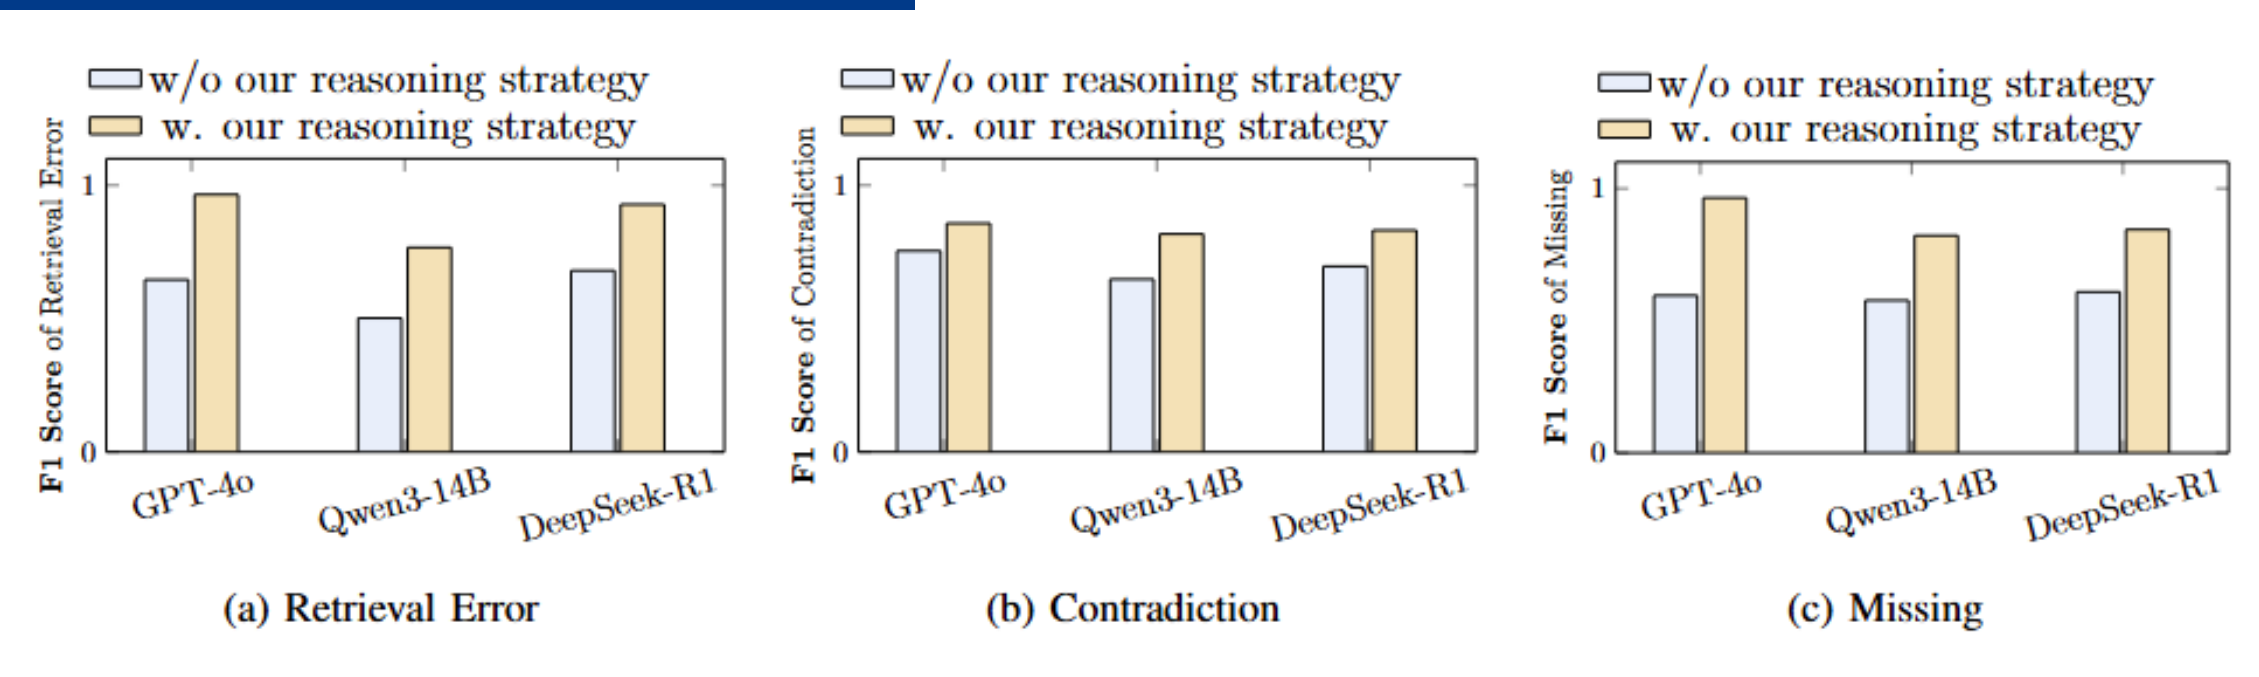 w/o our reasoning strategy
w. our reasoning strategy
F1 Score of Retrieval Error
1
0
GPT-4o
Qwen3-14B
DeepSeek-R1
(a) Retrieval Error
w/o our reasoning strategy
w. our reasoning strategy
F1 Score of Contradiction
1
0
GPT-4o
Qwen3-14B
DeepSeek-R1
(b) Contradiction
w/o our reasoning strategy
w. our reasoning strategy
F1 Score of Missing
1
0
GPT-4o
Qwen3-14B
DeepSeek-R1
(c) Missing